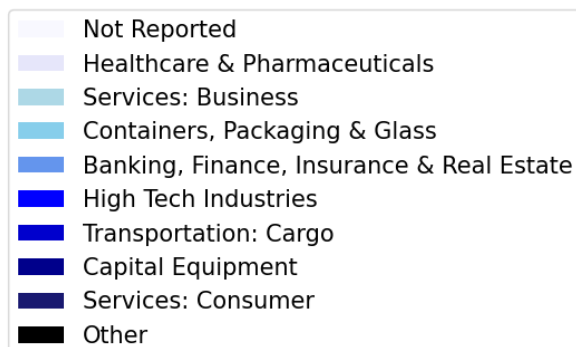 Not Reported
Healthcare & Pharmaceuticals
Services: Business
Containers, Packaging & Glass
Banking, Finance, Insurance & Real Estate
High Tech Industries
Transportation: Cargo
Capital Equipment
Services: Consumer
Other